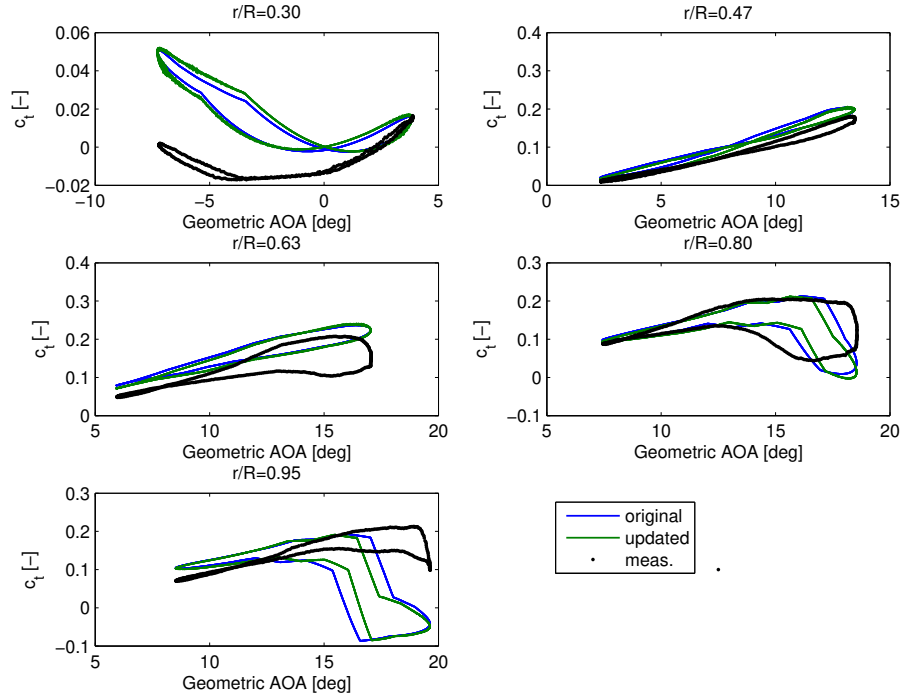 r/R=0.30
0.06
0.04
0.02
0
−0.02
c_t [−]
−10
−5
0
5
Geometric AOA [deg]
r/R=0.47
0.4
0.3
0.2
0.1
0
c_t [−]
0
5
10
15
Geometric AOA [deg]
r/R=0.63
0.4
0.3
0.2
0.1
0
c_t [−]
5
10
15
20
Geometric AOA [deg]
r/R=0.80
0.3
0.2
0.1
0
−0.1
c_t [−]
5
10
15
20
Geometric AOA [deg]
r/R=0.95
0.3
0.2
0.1
0
−0.1
c_t [−]
5
10
15
20
Geometric AOA [deg]
original
updated
meas.